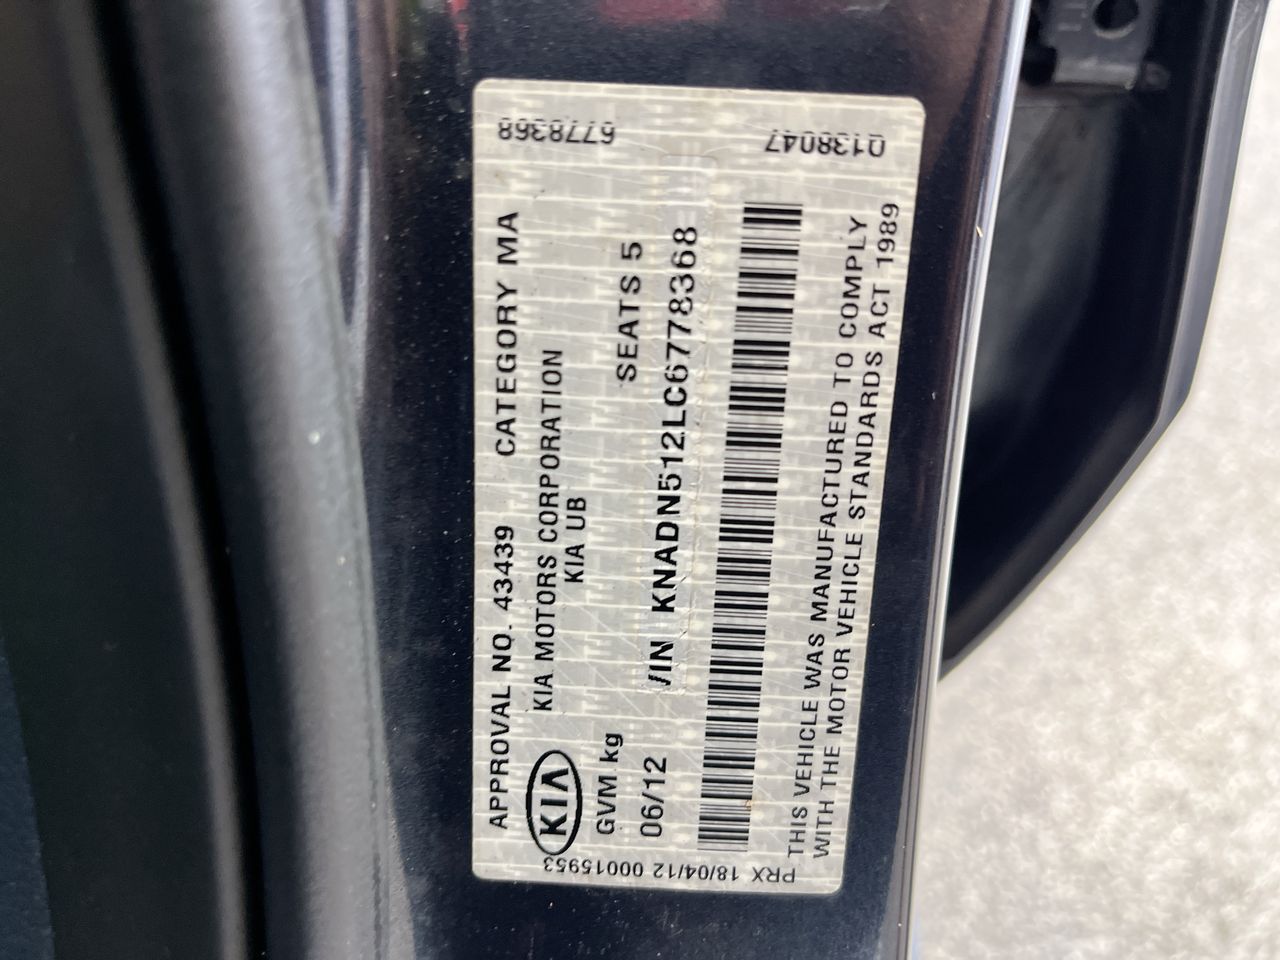 APPROVAL NO. 43439 CATEGORY MA
KIA MOTORS CORPORATION
KIA UB
KIA
GVM kg SEATS 5
06/12 VIN KNADN512LC6778368
THIS VEHICLE WAS MANUFACTURED TO COMPLY
WITH THE MOTOR VEHICLE STANDARDS ACT 1989
6778368
Q138047
PRX 18/04/12 00015953